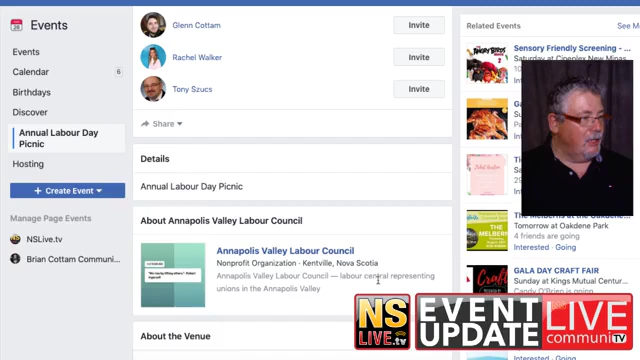 Events
Events
Calendar
6
Birthdays
Discover
Annual Labour Day
Picnic
Hosting
+ Create Event
Manage Page Events
NSLive.tv
Brian Cottam Communi...
Glenn Cottam
Invite
Rachel Walker
Invite
Tony Szucs
Invite
Share
Details
Annual Labour Day Picnic
About Annapolis Valley Labour Council
Annapolis Valley Labour Council
Nonprofit Organization · Kentville, Nova Scotia
Annapolis Valley Labour Council — labour central representing
unions in the Annapolis Valley
About the Venue
Related Events
See M
Sensory Friendly Screening - ...
Saturday at Cineplex New Minas
The Melberns at the Oakdene
Tomorrow at Oakdene Park
4 friends are going
Interested · Going
GALA DAY CRAFT FAIR
Sunday at Kings Mutual Centur...
NS
LIVE.tv
EVENT
UPDATE
LIVE
communiTV